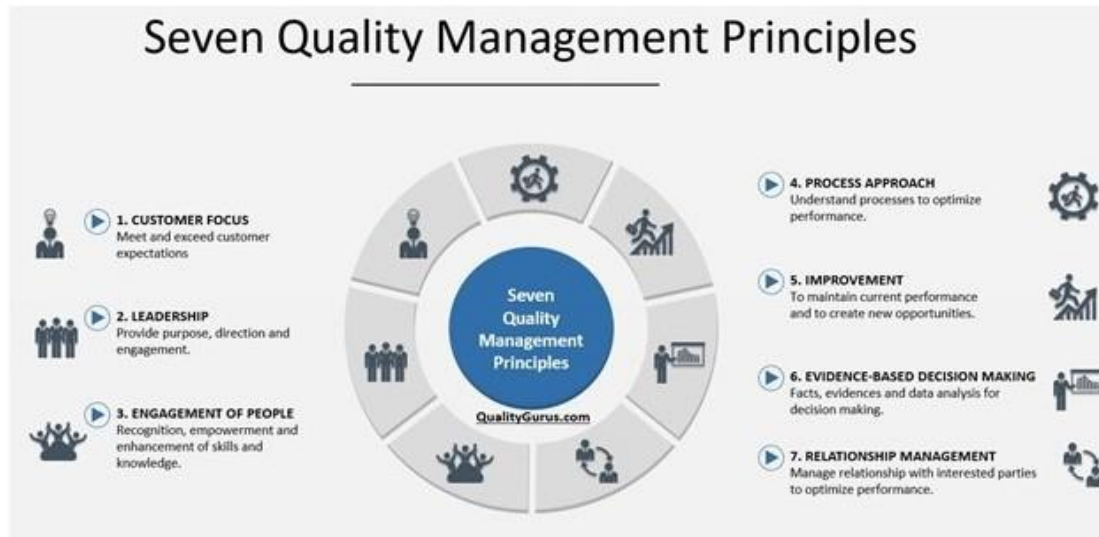 Seven Quality Management Principles
1. CUSTOMER FOCUS
Meet and exceed customer
expectations
2. LEADERSHIP
Provide purpose, direction and
engagement.
3. ENGAGEMENT OF PEOPLE
Recognition, empowerment and
enhancement of skills and
knowledge.
Seven
Quality
Management
Principles
QualityGurus.com
4. PROCESS APPROACH
Understand processes to optimize
performance.
5. IMPROVEMENT
To maintain current performance
and to create new opportunities.
6. EVIDENCE-BASED DECISION MAKING
Facts, evidences and data analysis for
decision making.
7. RELATIONSHIP MANAGEMENT
Manage relationship with interested parties
to optimize performance.